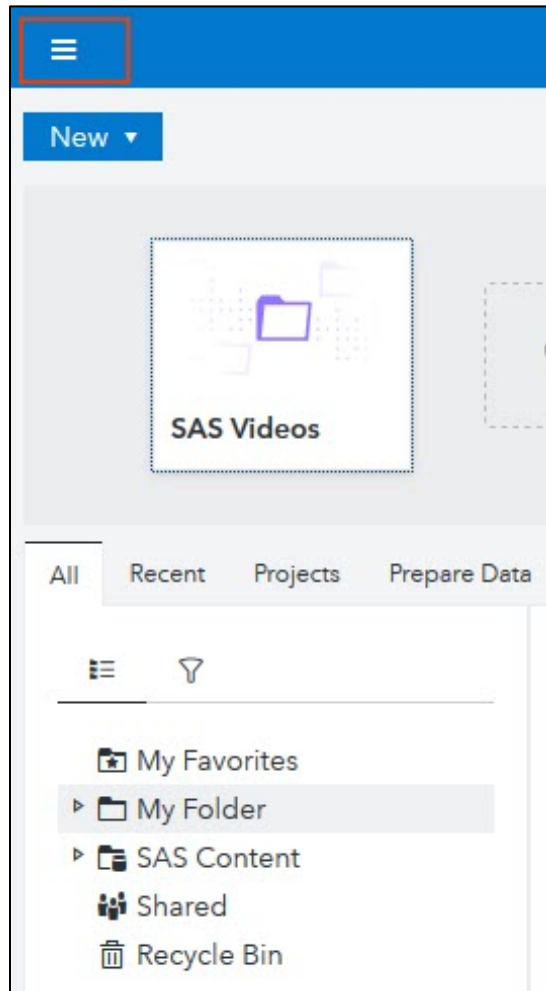 New
SAS Videos
All Recent Projects Prepare Data
My Favorites
My Folder
SAS Content
Shared
Recycle Bin